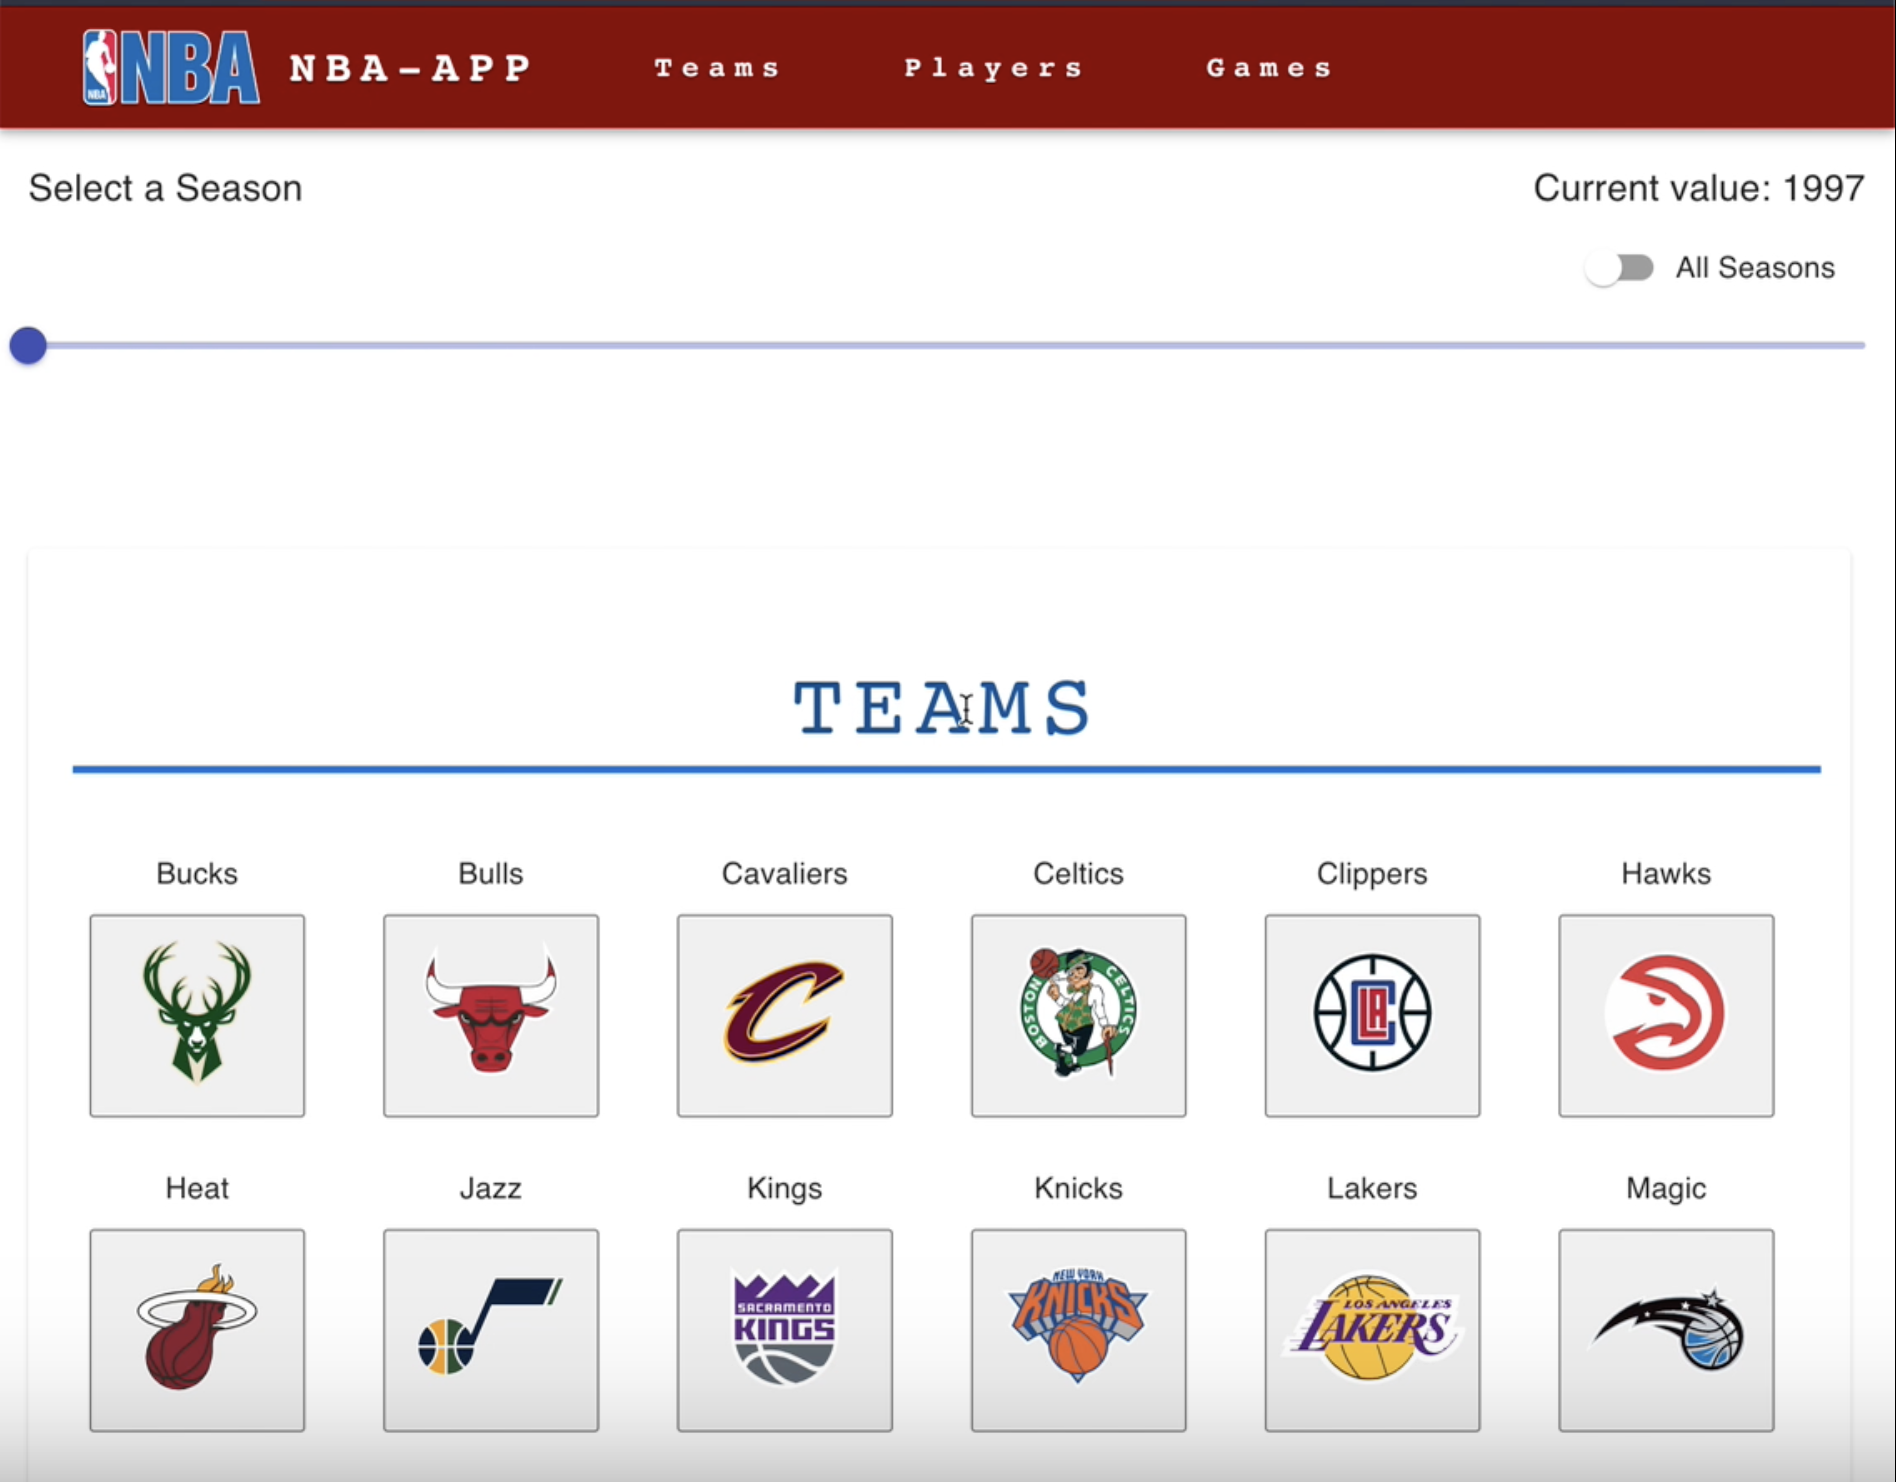 NBA NBA NBA-APP Teams Players Games
Select a Season Current value: 1997
All Seasons
TEAMS
Bucks Bulls Cavaliers Celtics Clippers Hawks
BOSTON CELTICS
LA
Heat Jazz Kings Knicks Lakers Magic
NEW YORK
KNICKS
SACRAMENTO
KINGS
LOS ANGELES
LAKERS